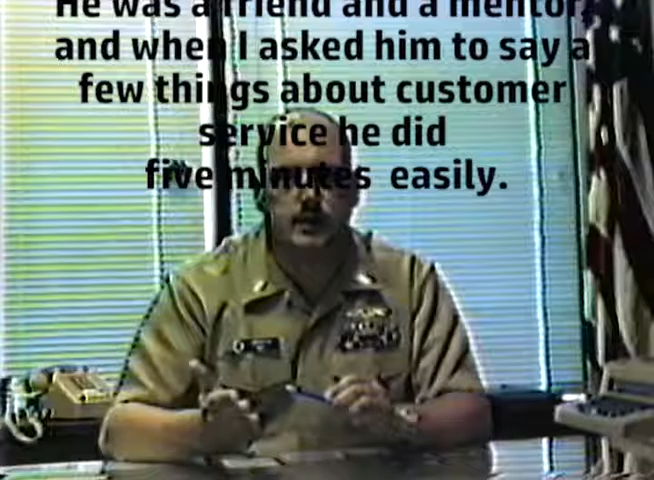 He was a friend and a mentor,
and when I asked him to say a
few things about customer
service he did
five minutes easily.